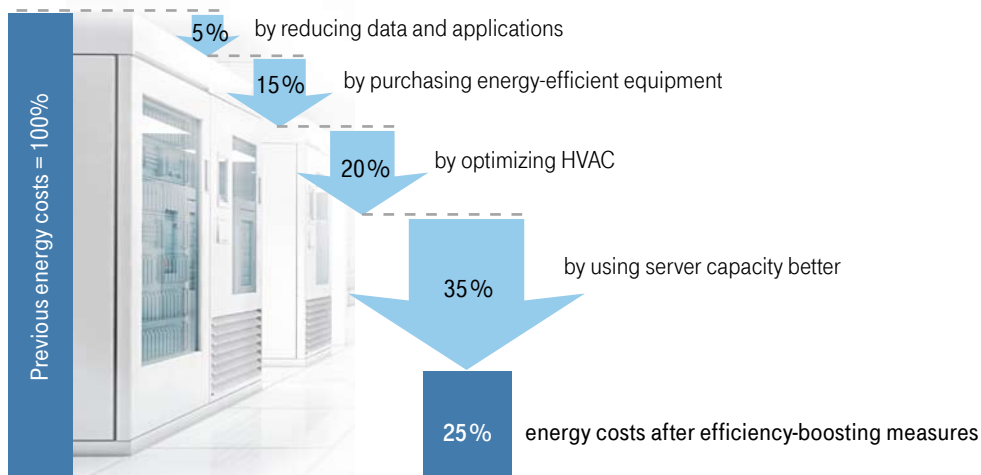 Previous energy costs = 100%
5% by reducing data and applications
15% by purchasing energy-efficient equipment
20% by optimizing HVAC
35% by using server capacity better
25% energy costs after efficiency-boosting measures